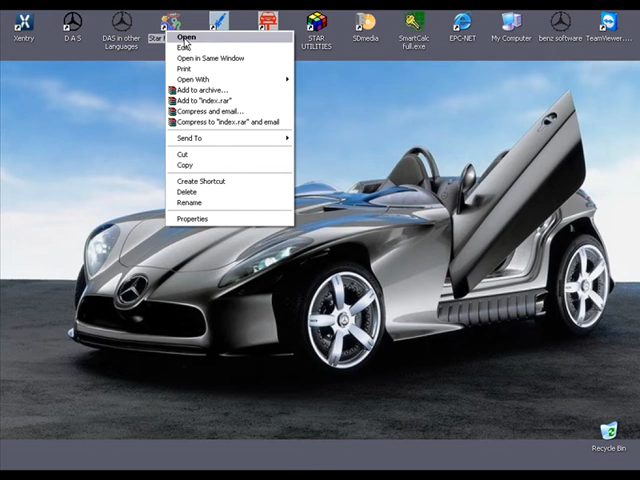 Xentry
D A S
DAS in other
Languages
STAR
UTILITIES
SDmedia
SmartCalc
full.exe
EPC-NET
My Computer
benz software
TeamViewer....
Open
Edit
Open in Same Window
Print
Open With
Add to archive...
Add to "index.rar"
Compress and email...
Compress to "index.rar" and email
Send To
Cut
Copy
Create Shortcut
Delete
Rename
Properties
Recycle Bin